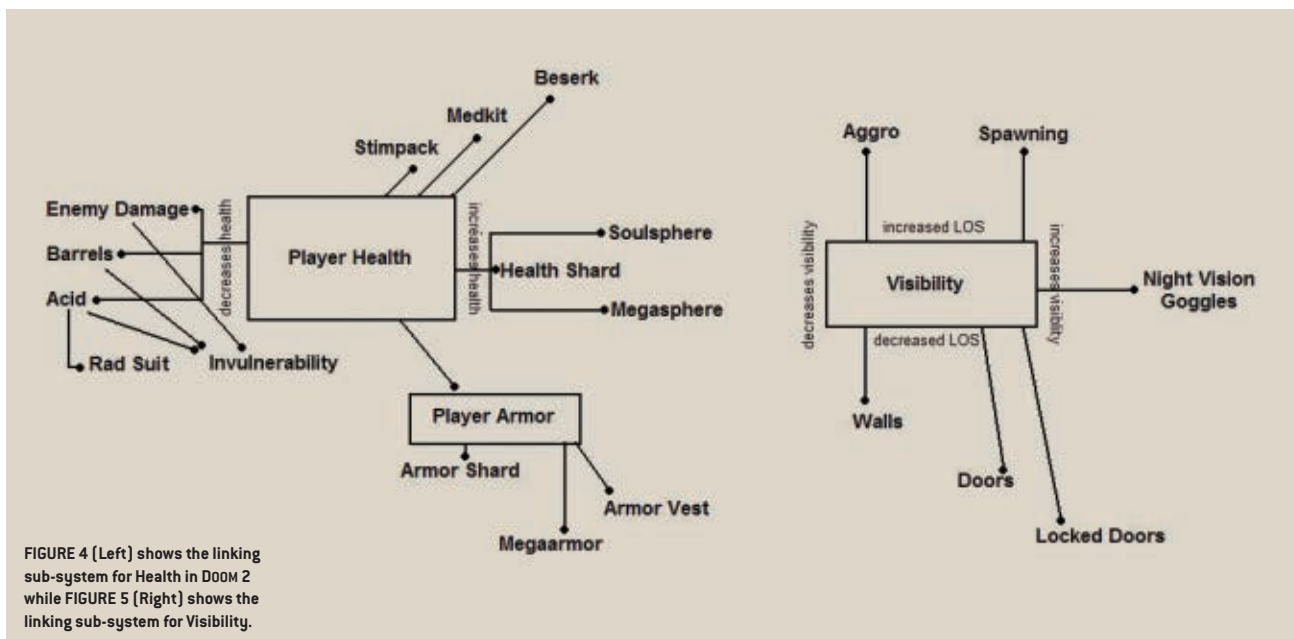 Beserk
Medkit
Stimpack
Enemy Damage
Barrels
Acid
Rad Suit
Invulnerability
decreases health
Player Health
increases health
Soulsphere
Health Shard
Megasphere
Player Armor
Armor Shard
Armor Vest
Megaarmor
Aggro
Spawning
increased LOS
decreases visibility
Visibility
increases visiblity
Night Vision
Goggles
decreased LOS
Walls
Doors
Locked Doors
FIGURE 4 (Left) shows the linking
sub-system for Health in DOOM 2
while FIGURE 5 (Right) shows the
linking sub-system for Visibility.